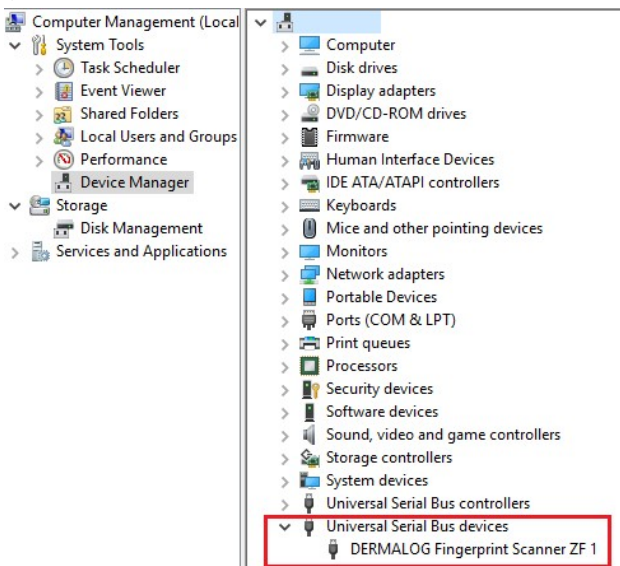 Computer Management (Local
System Tools
Task Scheduler
Event Viewer
Shared Folders
Local Users and Groups
Performance
Device Manager
Storage
Disk Management
Services and Applications
Computer
Disk drives
Display adapters
DVD/CD-ROM drives
Firmware
Human Interface Devices
IDE ATA/ATAPI controllers
Keyboards
Mice and other pointing devices
Monitors
Network adapters
Portable Devices
Ports (COM & LPT)
Print queues
Processors
Security devices
Software devices
Sound, video and game controllers
Storage controllers
System devices
Universal Serial Bus controllers
Universal Serial Bus devices
DERMALOG Fingerprint Scanner ZF 1